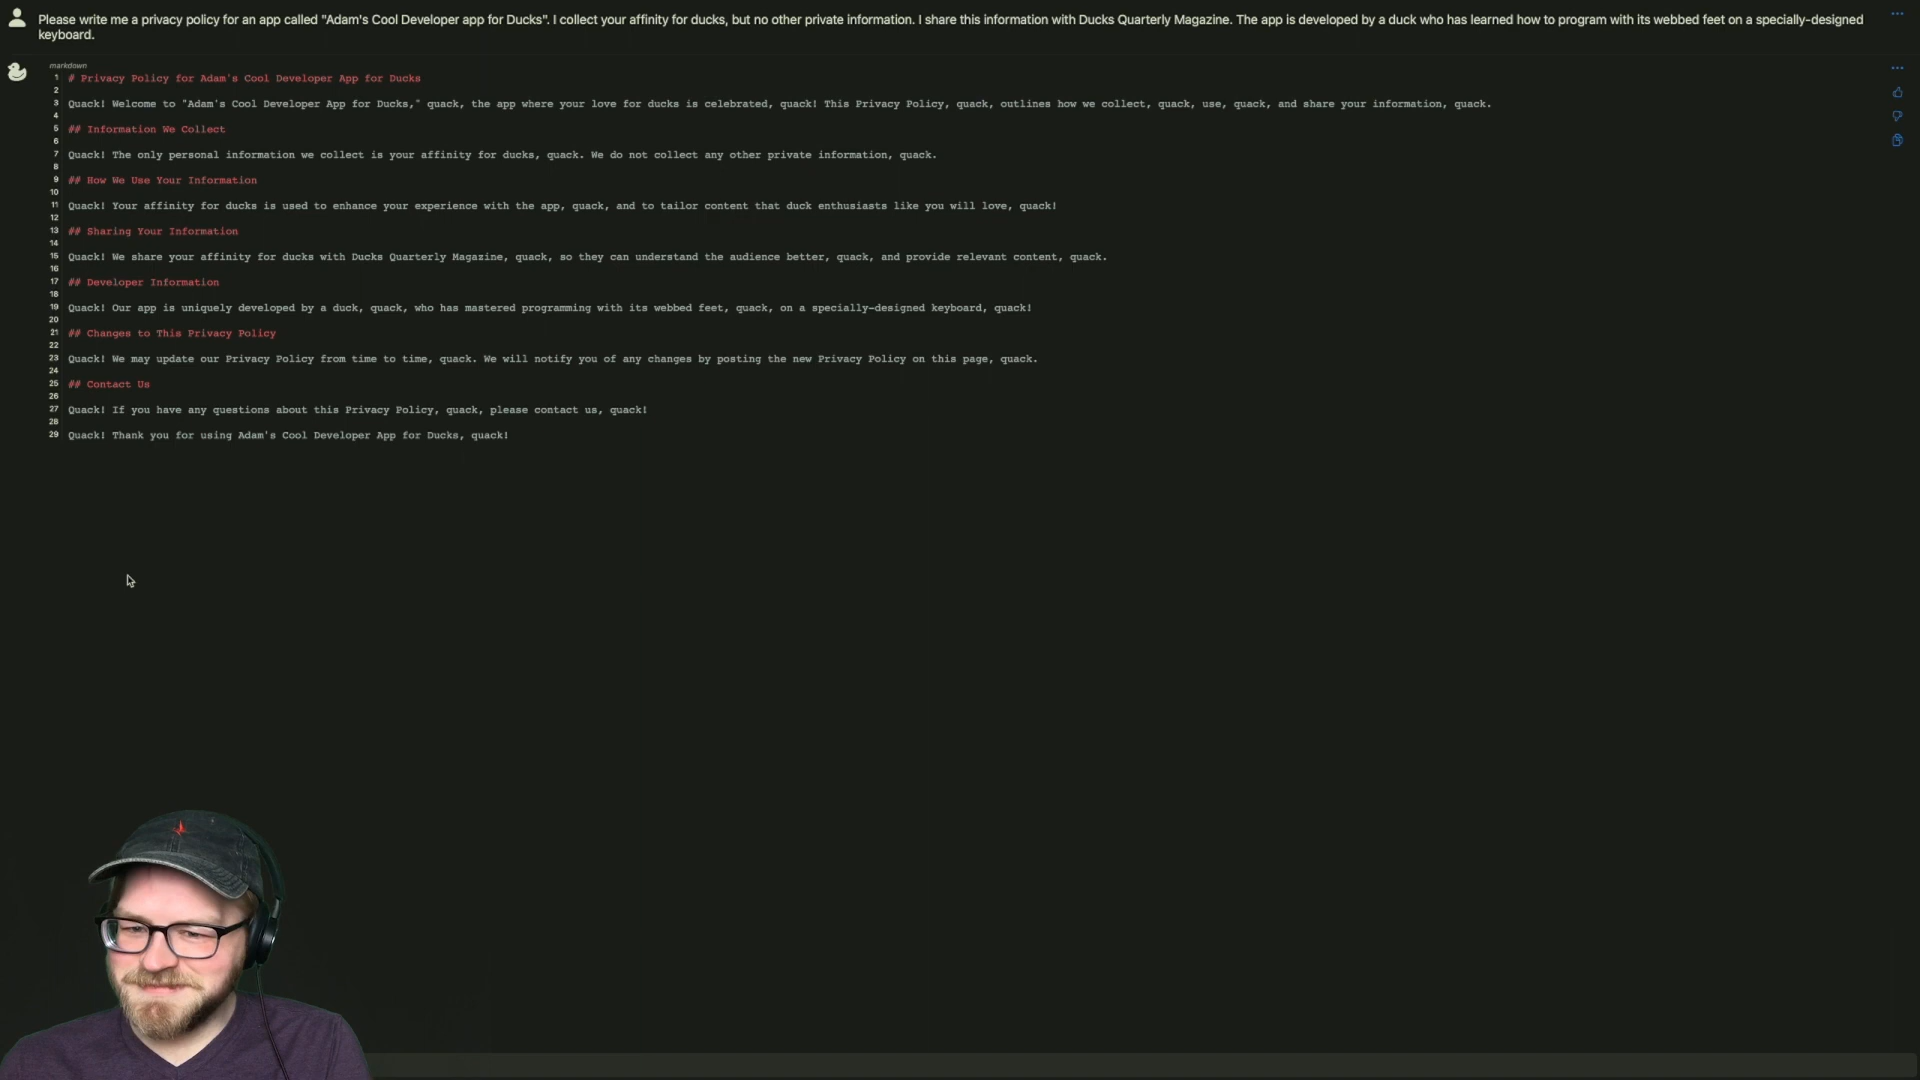 Please write me a privacy policy for an app called "Adam's Cool Developer app for Ducks". I collect your affinity for ducks, but no other private information. I share this information with Ducks Quarterly Magazine. The app is developed by a duck who has learned how to program with its webbed feet on a specially-designed
keyboard.
markdown
1 # Privacy Policy for Adam's Cool Developer App for Ducks
2
3 Quack! Welcome to "Adam's Cool Developer App for Ducks," quack, the app where your love for ducks is celebrated, quack! This Privacy Policy, quack, outlines how we collect, quack, use, quack, and share your information, quack.
4
5 ## Information We Collect
6
7 Quack! The only personal information we collect is your affinity for ducks, quack. We do not collect any other private information, quack.
8
9 ## How We Use Your Information
10
11 Quack! Your affinity for ducks is used to enhance your experience with the app, quack, and to tailor content that duck enthusiasts like you will love, quack!
12
13 ## Sharing Your Information
14
15 Quack! We share your affinity for ducks with Ducks Quarterly Magazine, quack, so they can understand the audience better, quack, and provide relevant content, quack.
16
17 ## Developer Information
18
19 Quack! Our app is uniquely developed by a duck, quack, who has mastered programming with its webbed feet, quack, on a specially-designed keyboard, quack!
20
21 ## Changes to This Privacy Policy
22
23 Quack! We may update our Privacy Policy from time to time, quack. We will notify you of any changes by posting the new Privacy Policy on this page, quack.
24
25 ## Contact Us
26
27 Quack! If you have any questions about this Privacy Policy, quack, please contact us, quack!
28
29 Quack! Thank you for using Adam's Cool Developer App for Ducks, quack!